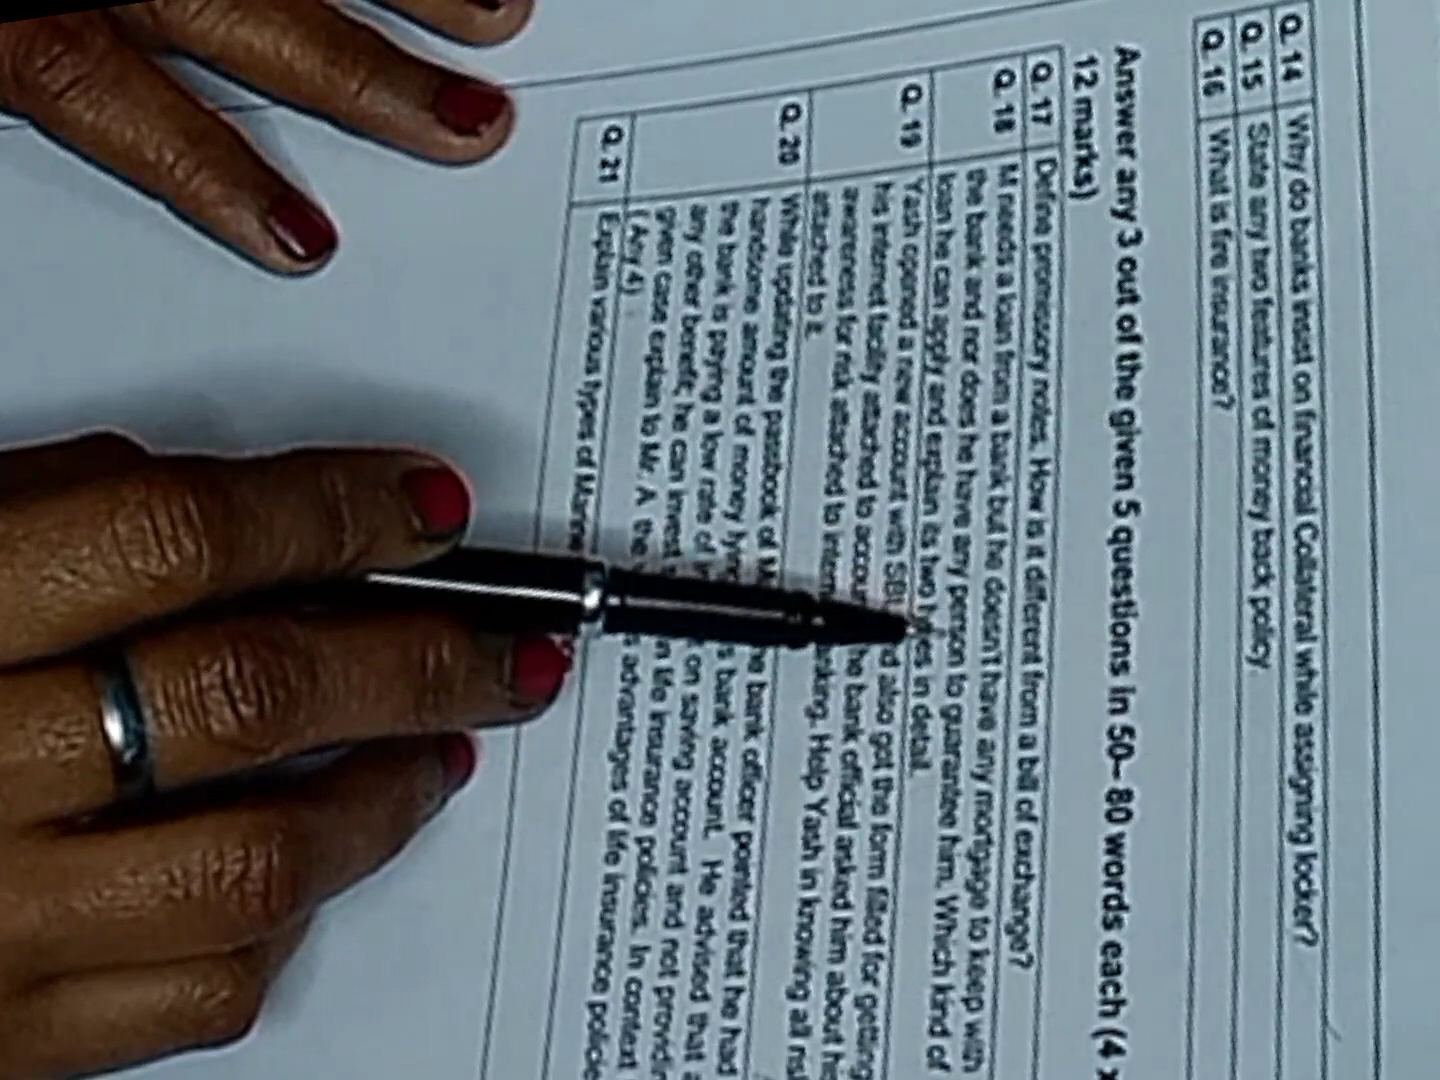 Q. 14 Why do banks insist on financial Collateral while assigning locker?
Q. 15 State any two features of money back policy.
Q. 16 What is fire insurance?
Answer any 3 out of the given 5 questions in 50– 80 words each (4 x
12 marks)
Q. 17 Define promissory notes. How is it different from a bill of exchange?
Q. 18 M needs a loan from a bank but he doesn't have any mortgage to keep with
the bank and nor does he have any person to guarantee him. Which kind of
loan he can apply and explain its two in detail.
Q. 19 Yash opened a new account with also got the form filled for getting
his internet facility attached to the bank official asked him about his
awareness for risk attached to Help Yash in knowing all
attached to it.
Q. 20 While updating the passbook of bank officer pointed that he had
handsome amount of money bank account. He advised that
the bank is paying a low rate of on saving account and not
any other benefit; he can invest life insurance policies. In context
given case explain to Mr. A the advantages of life insurance
( Any 4 )
Q. 21 Explain various types of